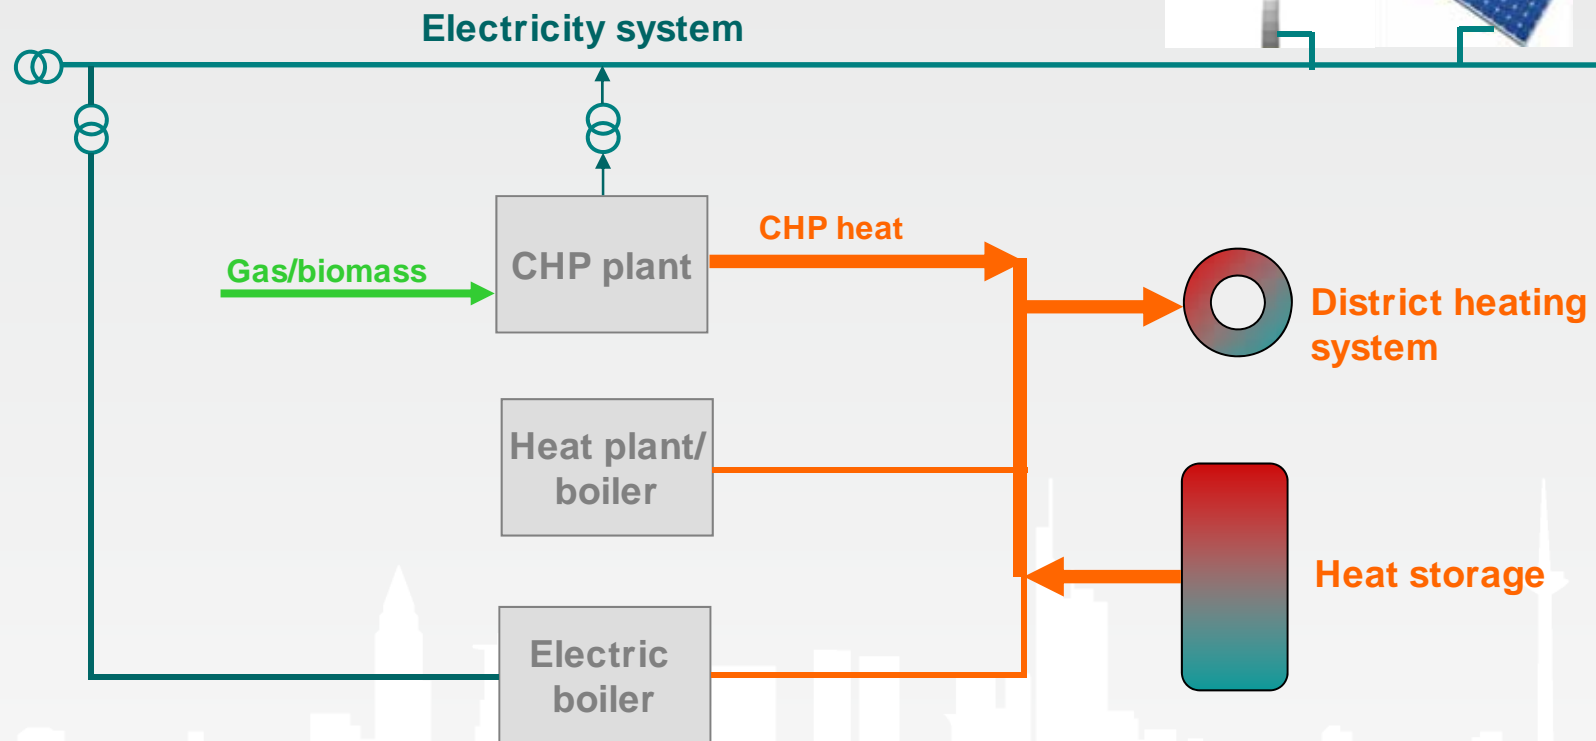 Electricity system
CHP heat
Gas/biomass
CHP plant
District heating
system
Heat plant/
boiler
Heat storage
Electric
boiler